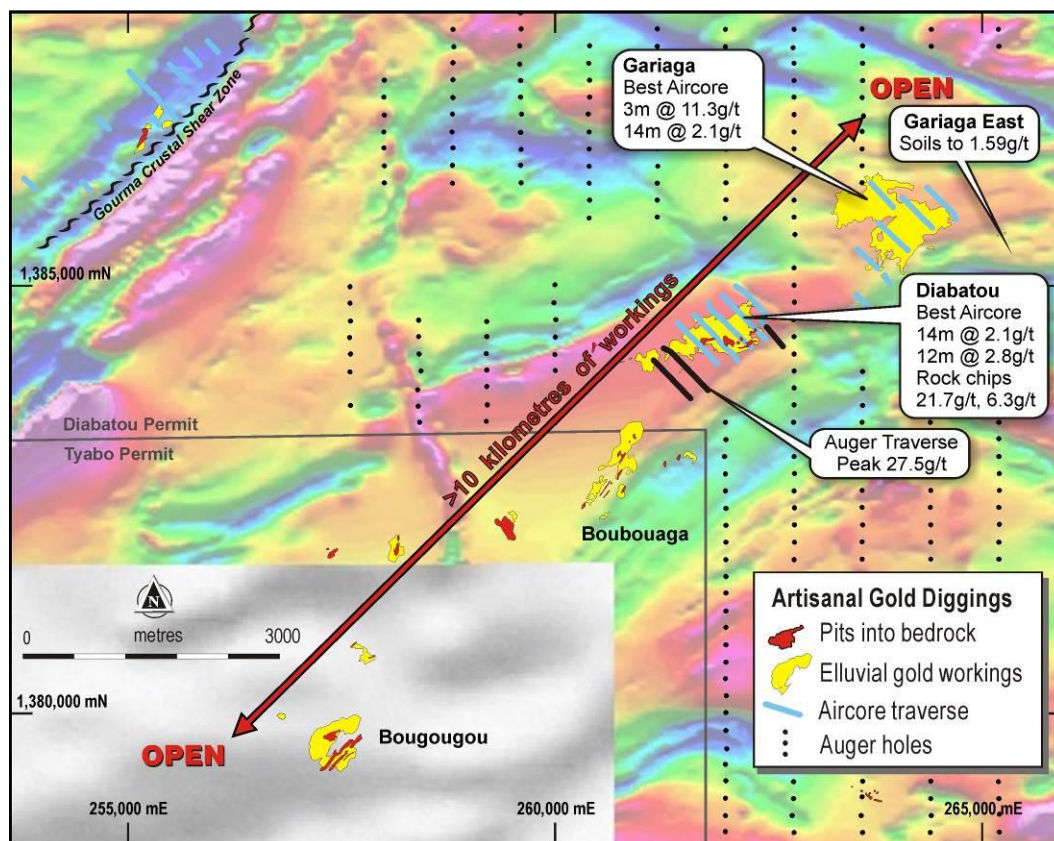 Gourma Crustal Shear Zone
Gariaga
Best Aircore
3m @ 11.3g/t
14m @ 2.1g/t
OPEN
Gariaga East
Soils to 1.59g/t
1,385,000 mN
Diabatou
Best Aircore
14m @ 2.1g/t
12m @ 2.8g/t
Rock chips
21.7g/t, 6.3g/t
>10 kilometres of workings
Diabatou Permit
Tyabo Permit
Auger Traverse
Peak 27.5g/t
Boubouaga
N
0 metres 3000
1,380,000 mN
OPEN
Bougougou
Artisanal Gold Diggings
Pits into bedrock
Elluvial gold workings
Aircore traverse
Auger holes
255,000 mE
260,000 mE
265,000 mE